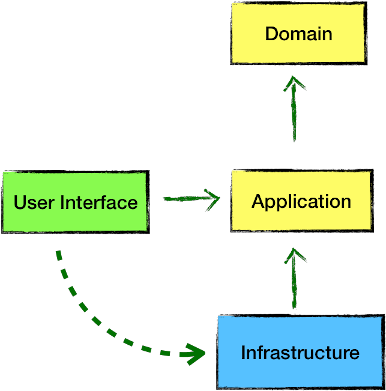 Domain
User Interface
Application
Infrastructure